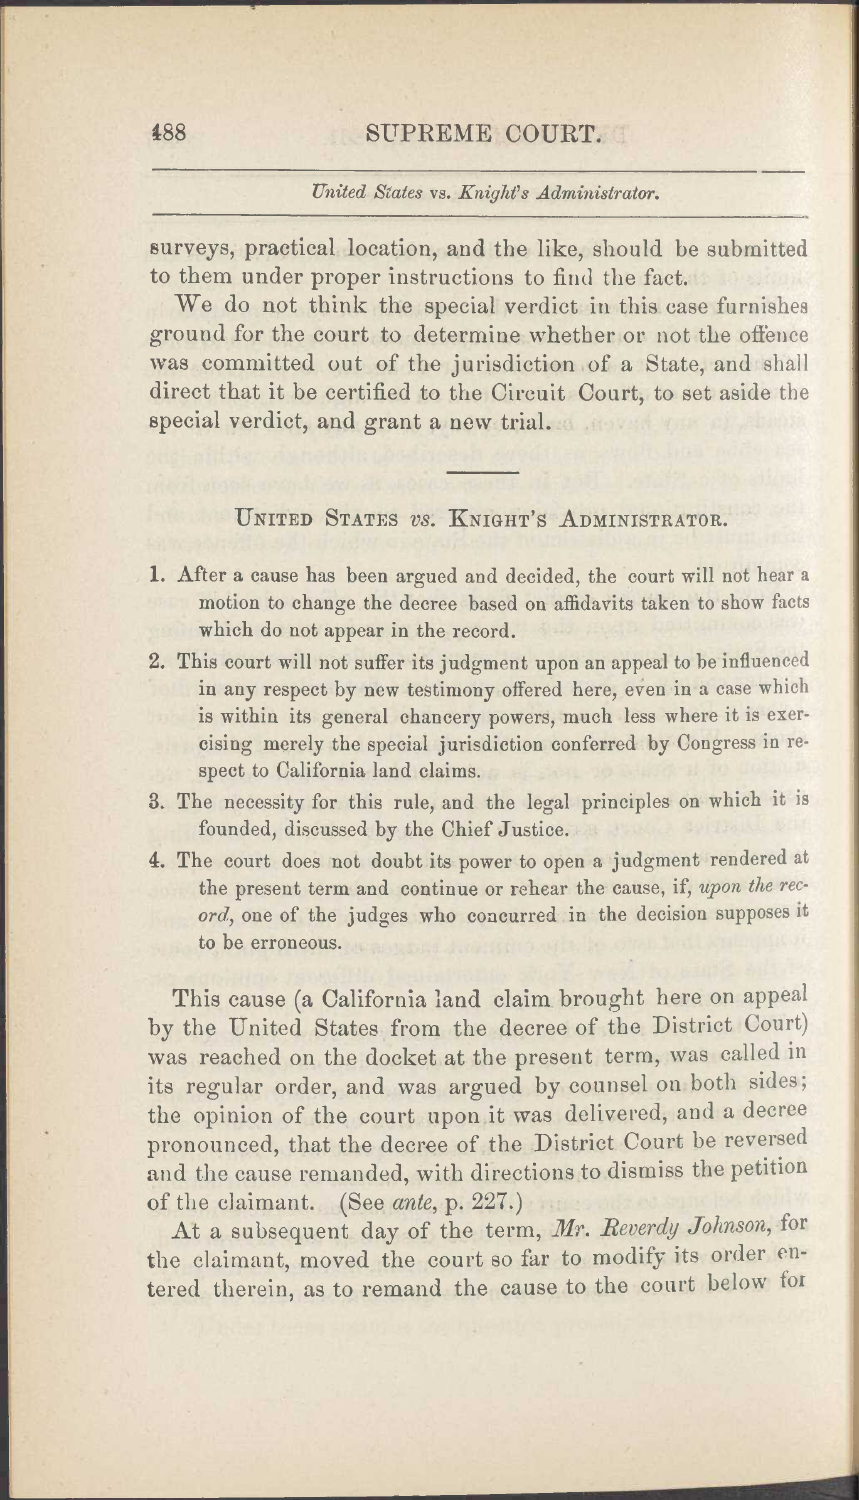 488 SUPREME COURT.
United States vs. Knight's Administrator.
surveys, practical location, and the like, should be submitted
to them under proper instructions to find the fact.
We do not think the special verdict in this case furnishes
ground for the court to determine whether or not the offence
was committed out of the jurisdiction of a State, and shall
direct that it be certified to the Circuit Court, to set aside the
special verdict, and grant a new trial.
UNITED STATES vs. KNIGHT'S ADMINISTRATOR.
1. After a cause has been argued and decided, the court will not hear a
motion to change the decree based on affidavits taken to show facts
which do not appear in the record.
2. This court will not suffer its judgment upon an appeal to be influenced
in any respect by new testimony offered here, even in a case which
is within its general chancery powers, much less where it is exer-
cising merely the special jurisdiction conferred by Congress in re-
spect to California land claims.
3. The necessity for this rule, and the legal principles on which it is
founded, discussed by the Chief Justice.
4. The court does not doubt its power to open a judgment rendered at
the present term and continue or rehear the cause, if, upon the rec-
ord, one of the judges who concurred in the decision supposes it
to be erroneous.
This cause (a California land claim brought here on appeal
by the United States from the decree of the District Court)
was reached on the docket at the present term, was called in
its regular order, and was argued by counsel on both sides;
the opinion of the court upon it was delivered, and a decree
pronounced, that the decree of the District Court be reversed
and the cause remanded, with directions to dismiss the petition
of the claimant. (See ante, p. 227.)
At a subsequent day of the term, Mr. Reverdy Johnson, for
the claimant, moved the court so far to modify its order en-
tered therein, as to remand the cause to the court below for